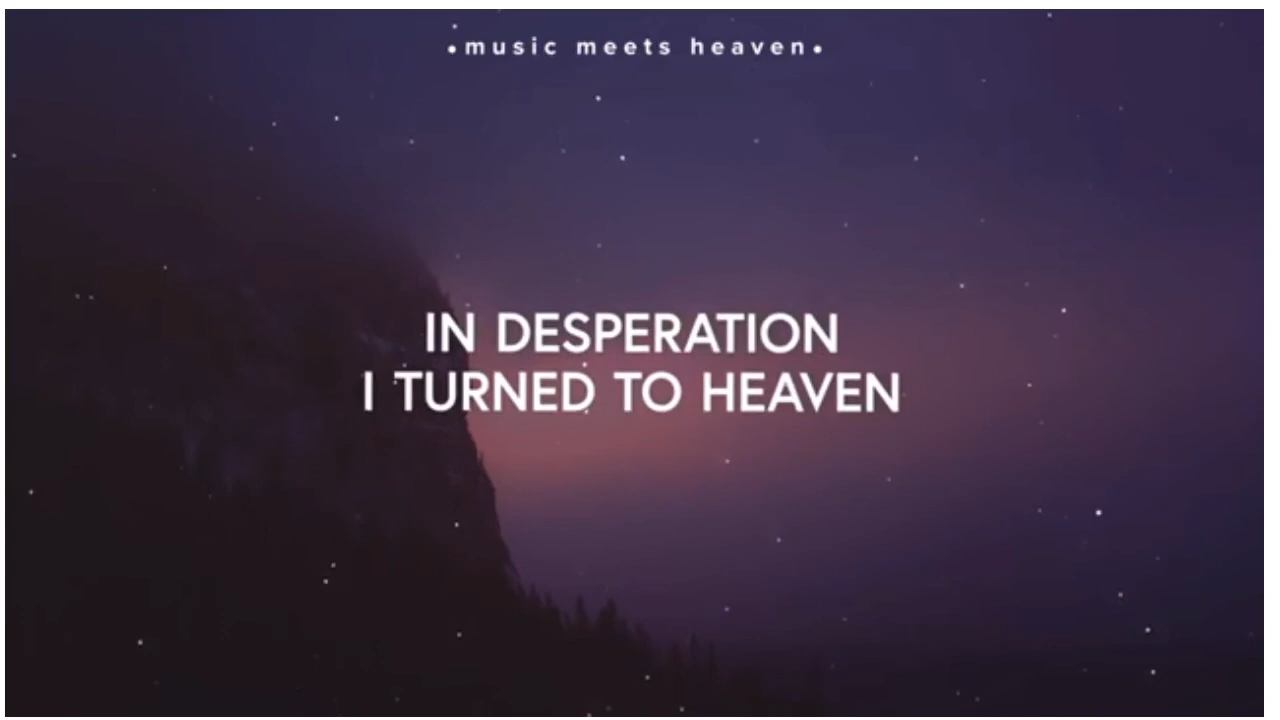 •music meets heaven•
IN DESPERATION
I TURNED TO HEAVEN